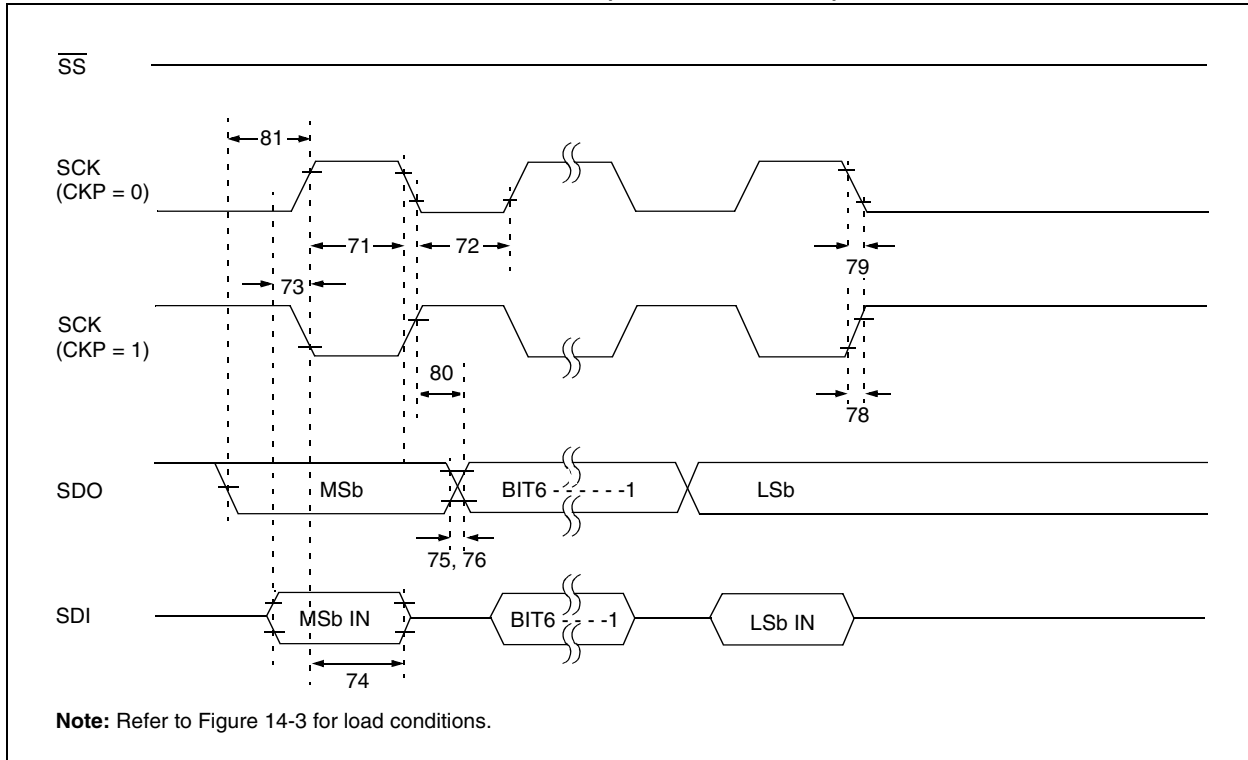 SS
81
SCK
(CKP = 0)
71
72
79
73
SCK
(CKP = 1)
80
78
SDO
MSb
BIT6 - - - - - -1
LSb
75, 76
SDI
MSb IN
BIT6 - - - - -1
LSb IN
74
Note: Refer to Figure 14-3 for load conditions.